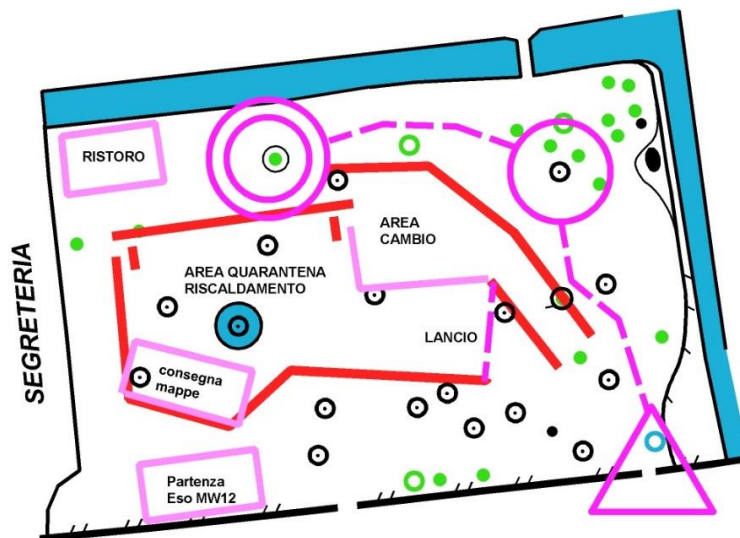 RISTORO
AREA
CAMBIO
AREA QUARANTENA
RISCALDAMENTO
SEGRETERIA
LANCIO
consegna
mappe
Partenza
Eso MW12